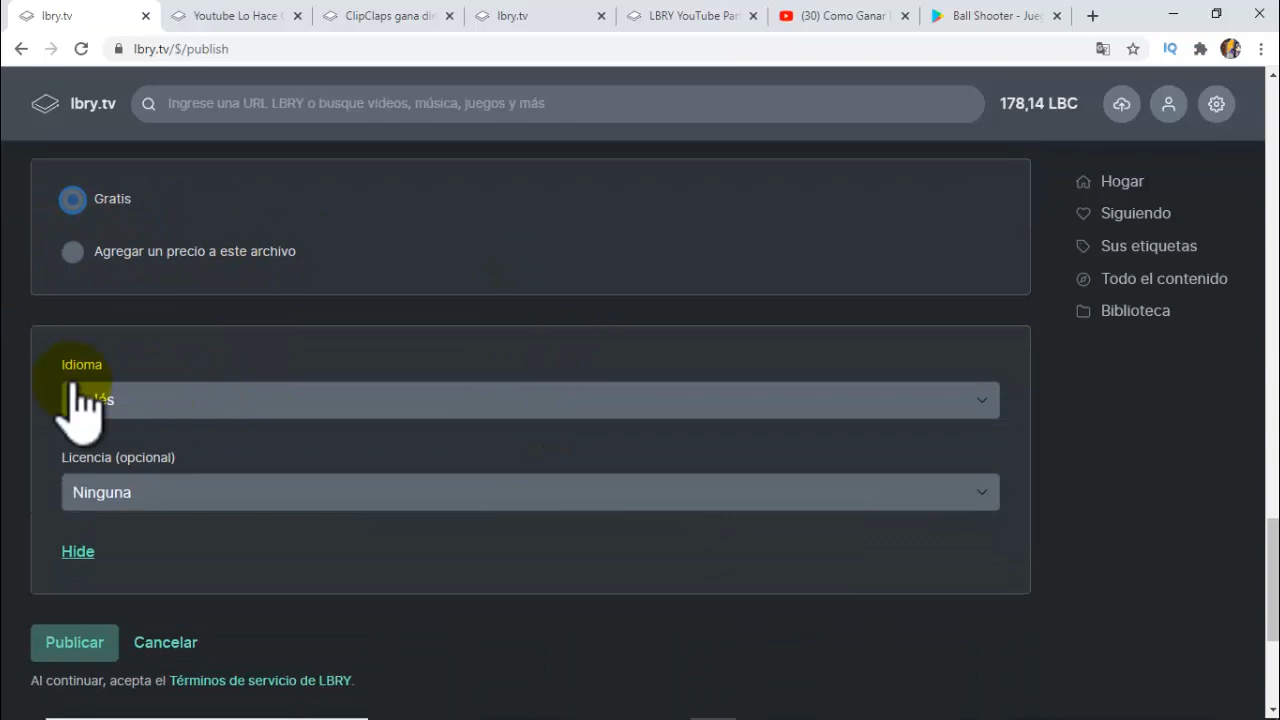 lbry.tv
Youtube Lo Hace
ClipClaps gana di
lbry.tv
LBRY YouTube Par
(30) Como Ganar
Ball Shooter - Jue
lbry.tv/$/publish
IQ
lbry.tv
Ingrese una URL LBRY o busque videos, música, juegos y más
178,14 LBC
Gratis
Agregar un precio a este archivo
Hogar
Siguiendo
Sus etiquetas
Todo el contenido
Biblioteca
Idioma
Licencia (opcional)
Ninguna
Hide
Publicar
Cancelar
Al continuar, acepta el Términos de servicio de LBRY.